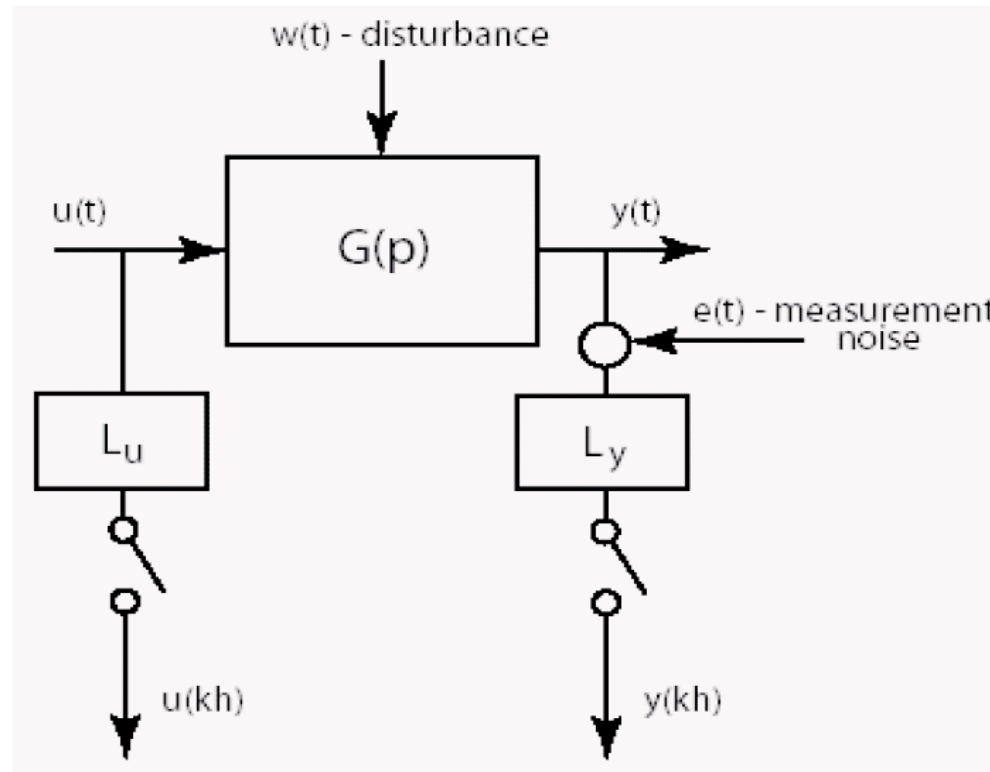 w(t) - disturbance
u(t)
G(p)
y(t)
e(t) - measurement
noise
Lu
Ly
u(kh)
y(kh)